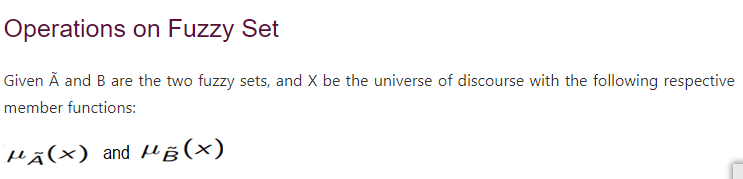 Operations on Fuzzy Set
Given Ã and B are the two fuzzy sets, and X be the universe of discourse with the following respective
member functions:
μÃ(x) and μB̃(x)